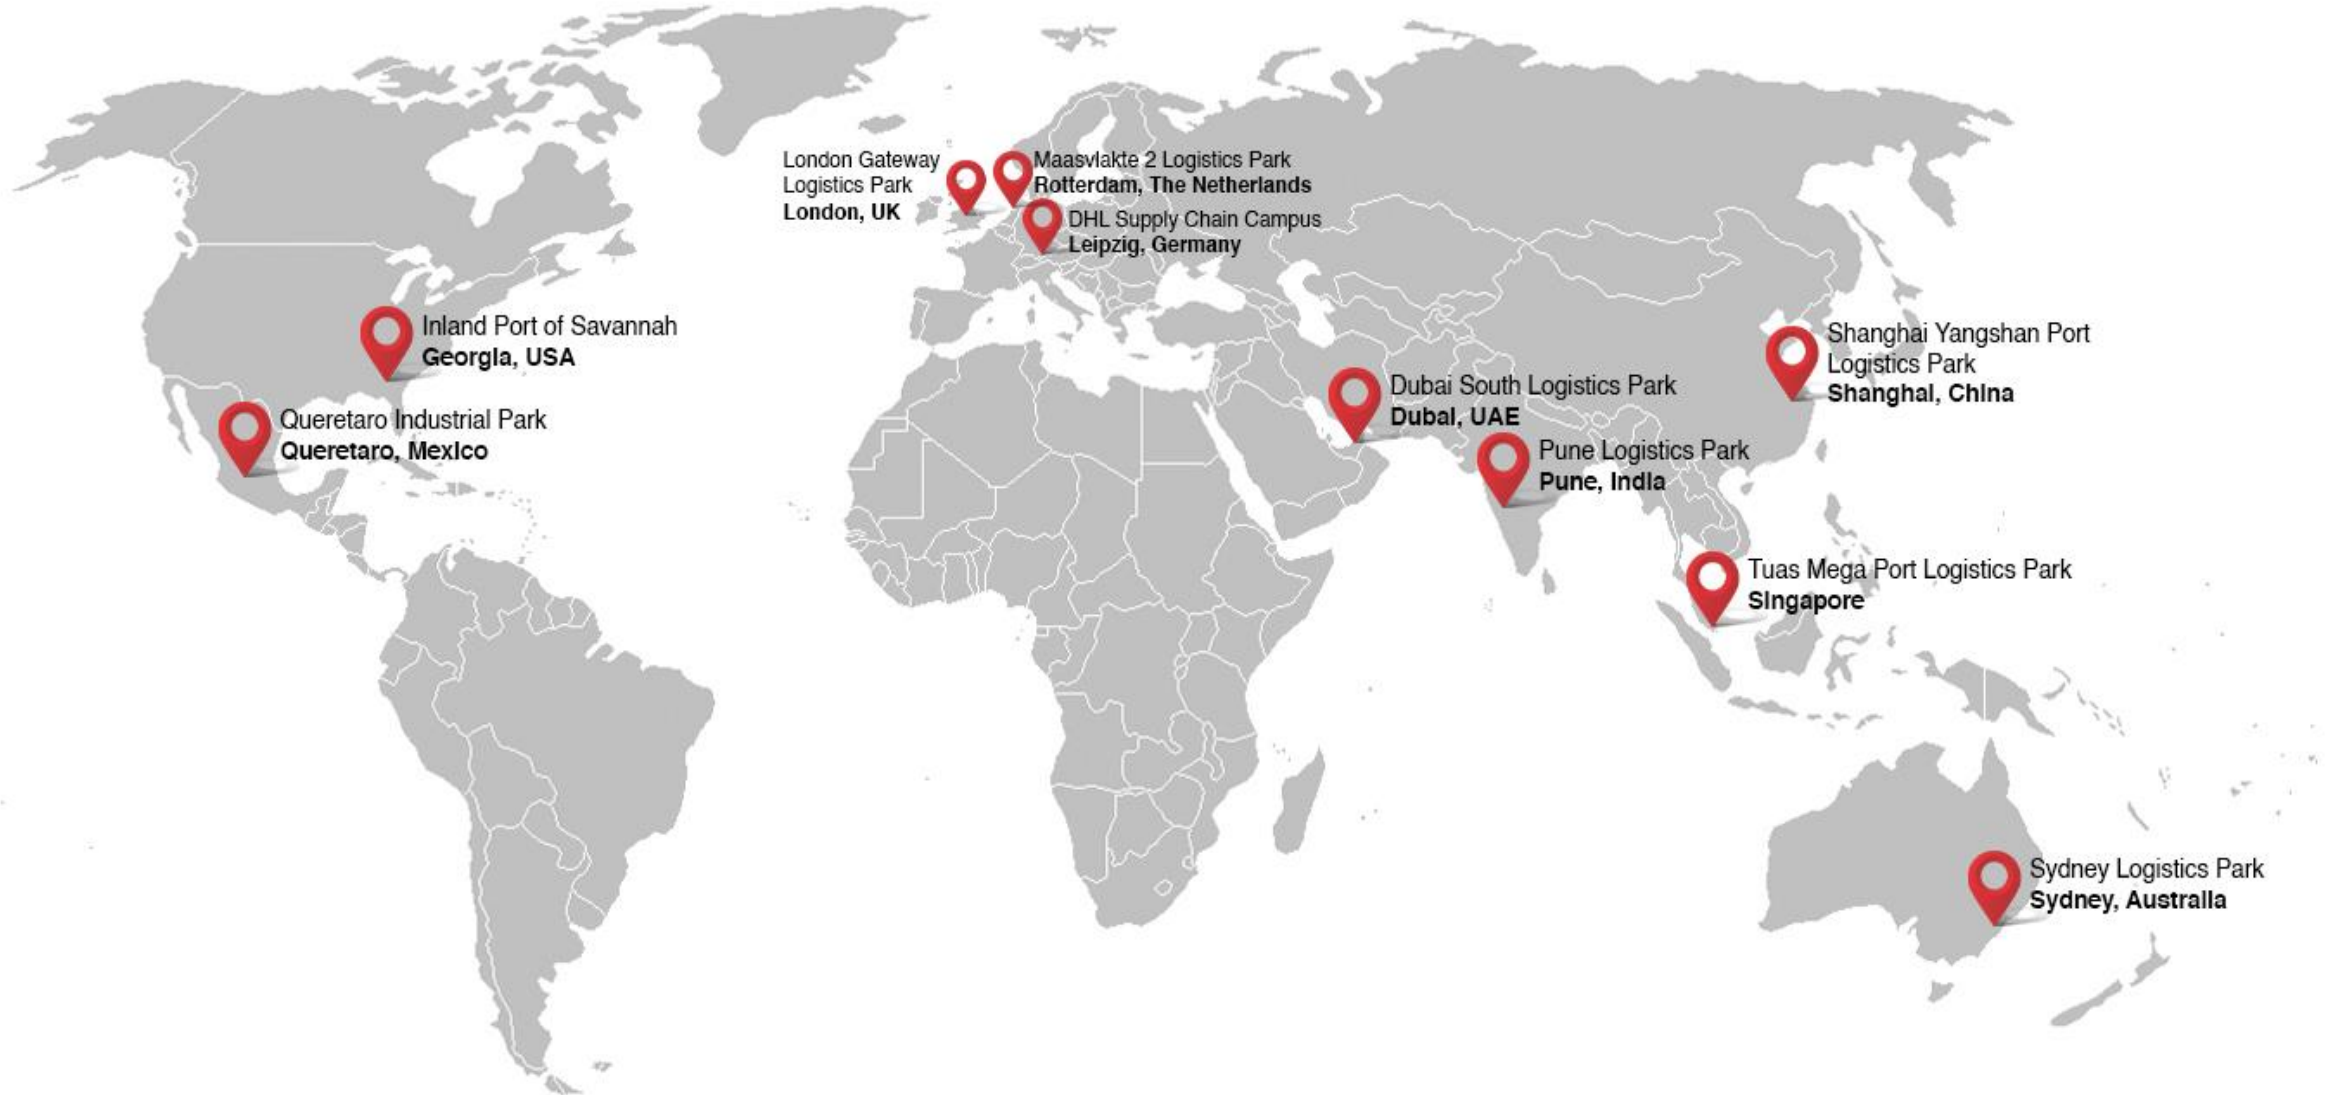 London Gateway
Logistics Park
London, UK
Maasvlakte 2 Logistics Park
Rotterdam, The Netherlands
DHL Supply Chain Campus
Leipzig, Germany
Inland Port of Savannah
Georgia, USA
Queretaro Industrial Park
Queretaro, Mexico
Shanghai Yangshan Port
Logistics Park
Shanghai, China
Dubai South Logistics Park
Dubai, UAE
Pune Logistics Park
Pune, India
Tuas Mega Port Logistics Park
Singapore
Sydney Logistics Park
Sydney, Australia